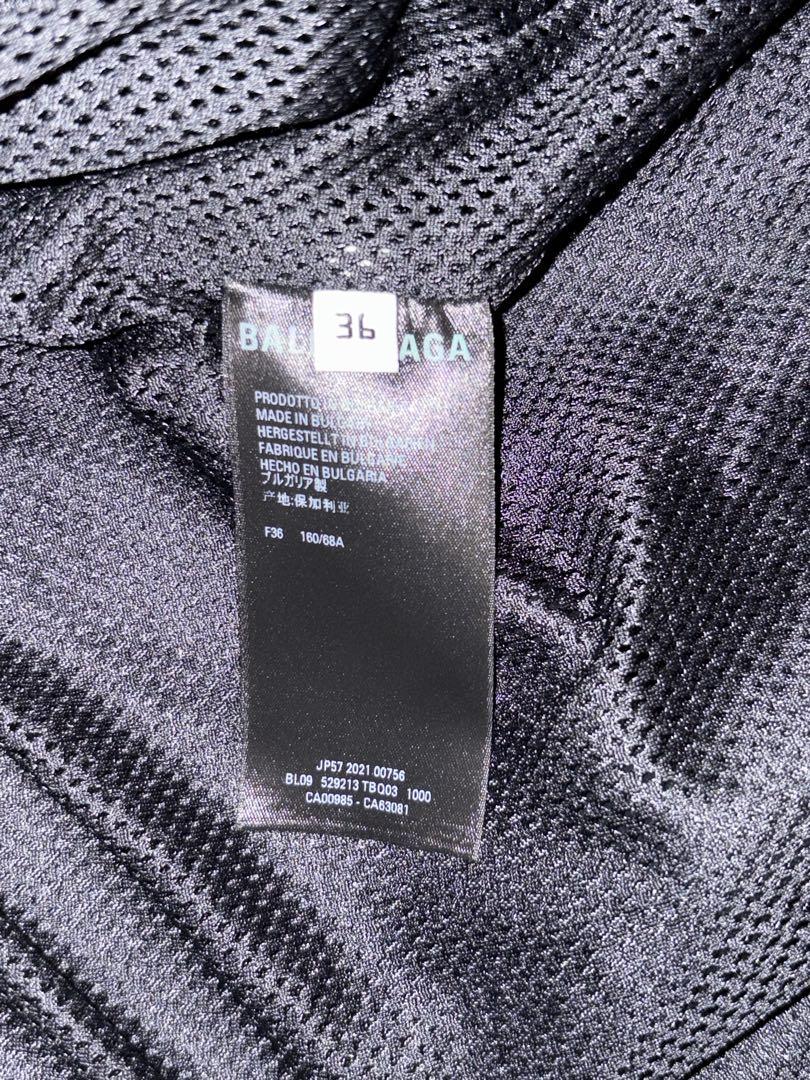 36
BAL AGA
PRODOTTO
MADE IN BULGARIA
HERGESTELLT IN BULGARIEN
FABRIQUE EN BULGARIE
HECHO EN BULGARIA
ブルガリア製
产地:保加利亚
F36 160/68A
JP57 2021 00756
BL09 529213 TBQ03 1000
CA00985 - CA63081